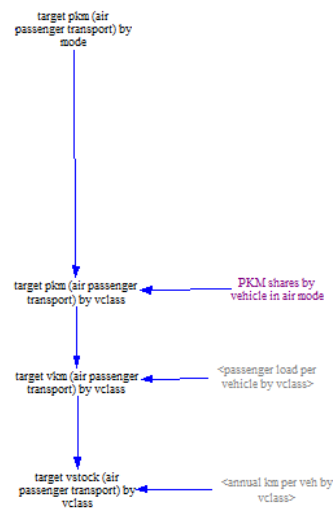 target pkm (air
passenger transport) by
mode
target pkm (air passenger
transport) by vclass
PKM shares by
vehicle in air mode
target vkm (air passenger
transport) by vclass
<passenger load per
vehicle by vclass>
target vstock (air
passenger transport) by
vclass
<annual km per veh by
vclass>